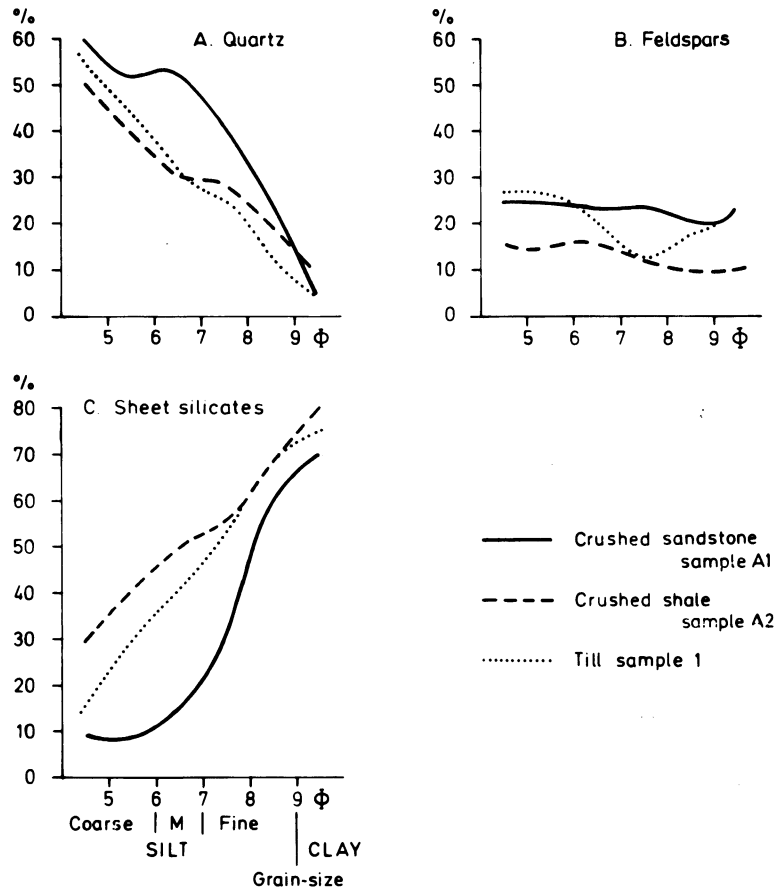 %
A. Quartz
60
50
40
30
20
10
0
5 6 7 8 9 Φ
%
B. Feldspars
60
50
40
30
20
10
0
5 6 7 8 9 Φ
%
C. Sheet silicates
80
70
60
50
40
30
20
10
0
5 6 7 8 9 Φ
Coarse | M | Fine
SILT | CLAY
Grain-size
Crushed sandstone
sample A1
Crushed shale
sample A2
Till sample 1